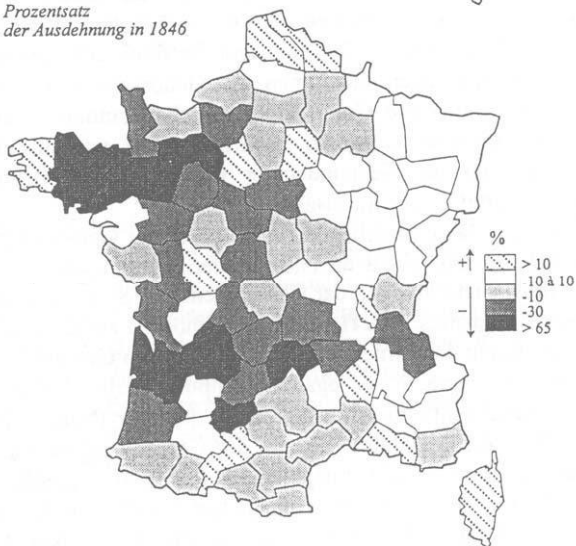 Prozentsatz
der Ausdehnung in 1846
%
+
> 10
10 à 10
-10
-
-30
> 65